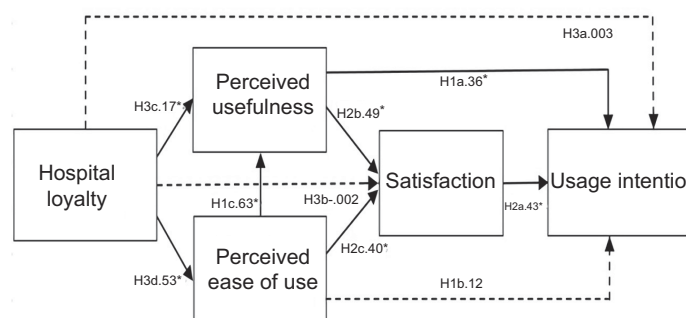 H3a.003
Perceived
usefulness
H1a.36*
H3c.17*
H2b.49*
Hospital
loyalty
Satisfaction
Usage intentio
H1c.63*
H3b-.002
H2a.43*
H2c.40*
Perceived
ease of use
H3d.53*
H1b.12